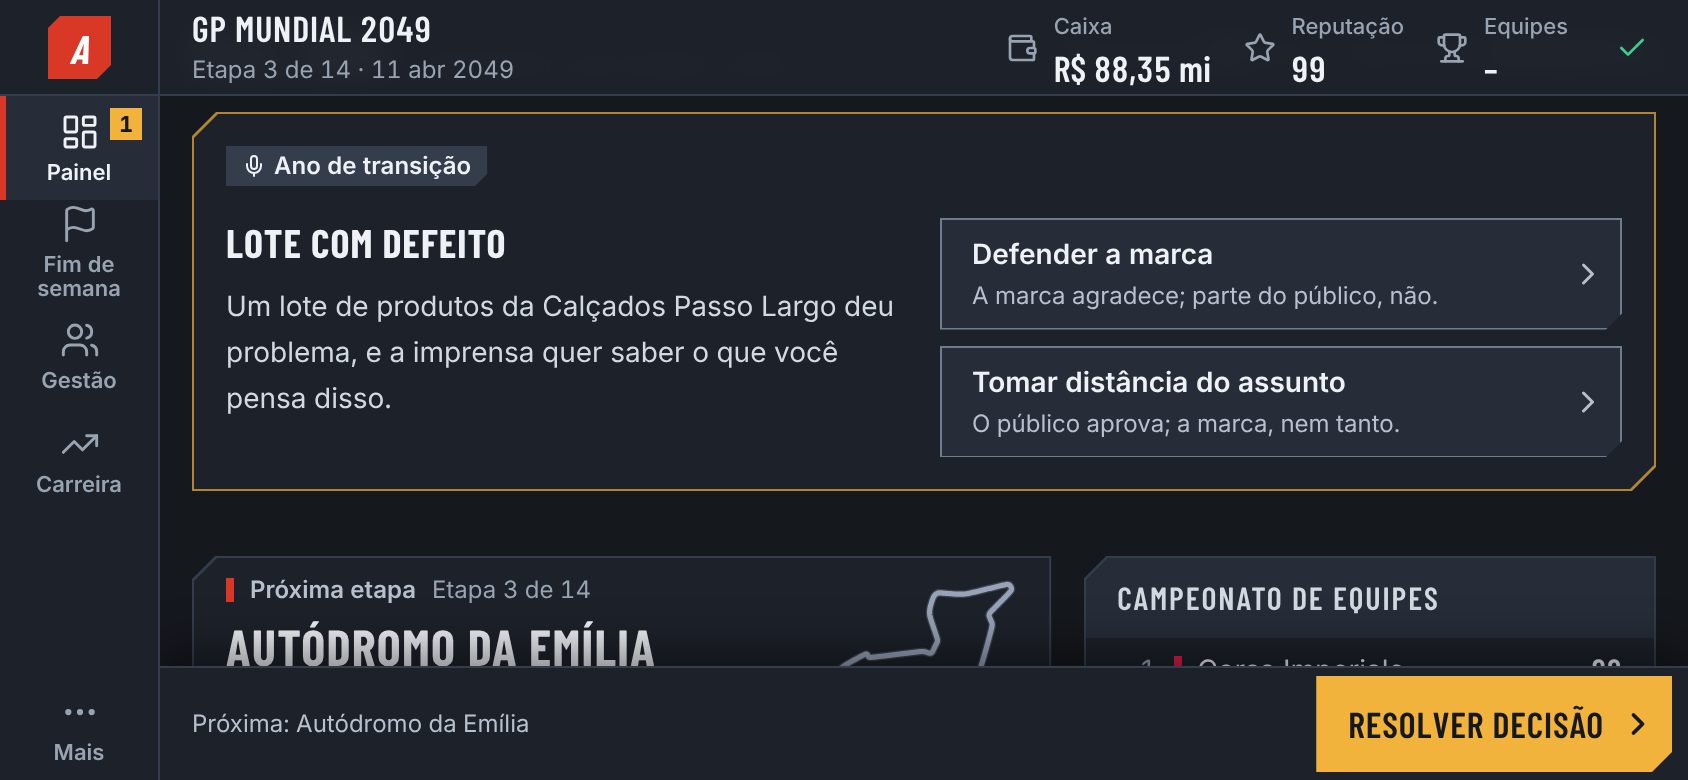 A
GP MUNDIAL 2049
Etapa 3 de 14 · 11 abr 2049
Caixa
R$ 88,35 mi
Reputação
99
Equipes
–
1
Painel
Fim de
semana
Gestão
Carreira
Mais
Ano de transição
LOTE COM DEFEITO
Um lote de produtos da Calçados Passo Largo deu
problema, e a imprensa quer saber o que você
pensa disso.
Defender a marca
A marca agradece; parte do público, não.
Tomar distância do assunto
O público aprova; a marca, nem tanto.
Próxima etapa Etapa 3 de 14
AUTÓDROMO DA EMÍLIA
CAMPEONATO DE EQUIPES
1
Próxima: Autódromo da Emília
RESOLVER DECISÃO